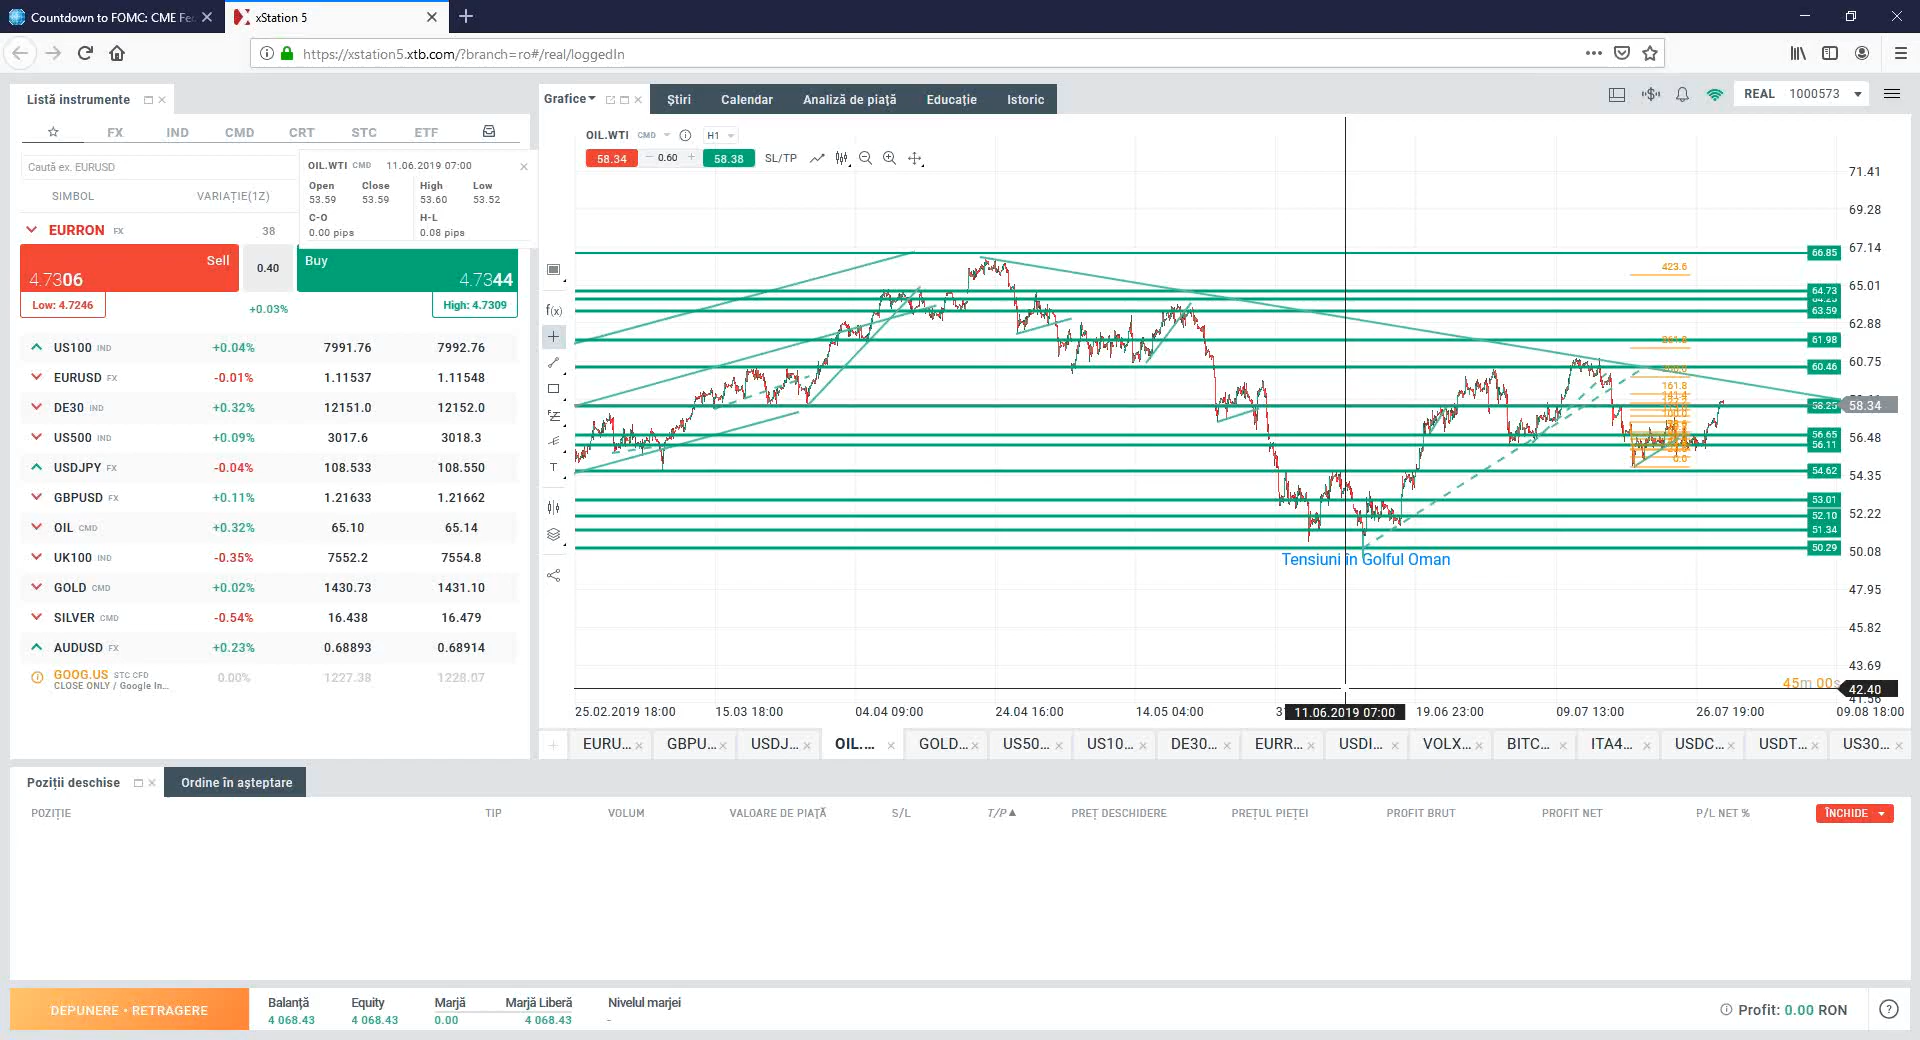 Countdown to FOMC: CME Fe
xStation 5
https://xstation5.xtb.com/?branch=ro#/real/loggedIn
Listă instrumente
FX IND CMD CRT STC ETF
Caută ex. EURUSD
SIMBOL VARIAȚIE(1Z)
OIL.WTI CMD 11.06.2019 07:00
Open Close High Low
53.59 53.59 53.60 53.52
C-O H-L
0.00 pips 0.08 pips
EURRON FX 38
Sell
4.7306
0.40
Buy
4.7344
Low: 4.7246
+0.03%
High: 4.7309
US100 IND +0.04% 7991.76 7992.76
EURUSD FX -0.01% 1.11537 1.11548
DE30 IND +0.32% 12151.0 12152.0
US500 IND +0.09% 3017.6 3018.3
USDJPY FX -0.04% 108.533 108.550
GBPUSD FX +0.11% 1.21633 1.21662
OIL CMD +0.32% 65.10 65.14
UK100 IND -0.35% 7552.2 7554.8
GOLD CMD +0.02% 1430.73 1431.10
SILVER CMD -0.54% 16.438 16.479
AUDUSD FX +0.23% 0.68893 0.68914
GOOG.US STC CFD 0.00% 1227.38 1228.07
CLOSE ONLY / Google In...
Grafice Știri Calendar Analiză de piață Educație Istoric
REAL 1000573
OIL.WTI CMD H1
58.34 0.60 58.38 SL/TP
f(x)
T
71.41
69.28
67.14
65.01
62.88
60.75
58.34
56.48
54.35
52.22
50.08
47.95
45.82
43.69
42.40
41.56
66.85
64.73
63.59
61.98
60.46
58.25
56.65
56.11
54.62
53.01
52.10
51.34
50.29
423.6
161.8
0.0
Tensiuni în Golful Oman
45m 00s
25.02.2019 18:00 15.03 18:00 04.04 09:00 24.04 16:00 14.05 04:00 11.06.2019 07:00 19.06 23:00 09.07 13:00 26.07 19:00 09.08 18:00
EURU... GBPU... USDJ... OIL.... GOLD... US50... US10... DE30... EURR... USDI... VOLX... BITC... ITA4... USDC... USDT... US30...
Poziții deschise Ordine în așteptare
POZIȚIE TIP VOLUM VALOARE DE PIAȚĂ S/L T/P PREȚ DESCHIDERE PREȚUL PIEȚEI PROFIT BRUT PROFIT NET P/L NET % ÎNCHIDE
DEPUNERE • RETRAGERE
Balanță Equity Marjă Marjă Liberă Nivelul marjei
4 068.43 4 068.43 0.00 4 068.43 -
Profit: 0.00 RON